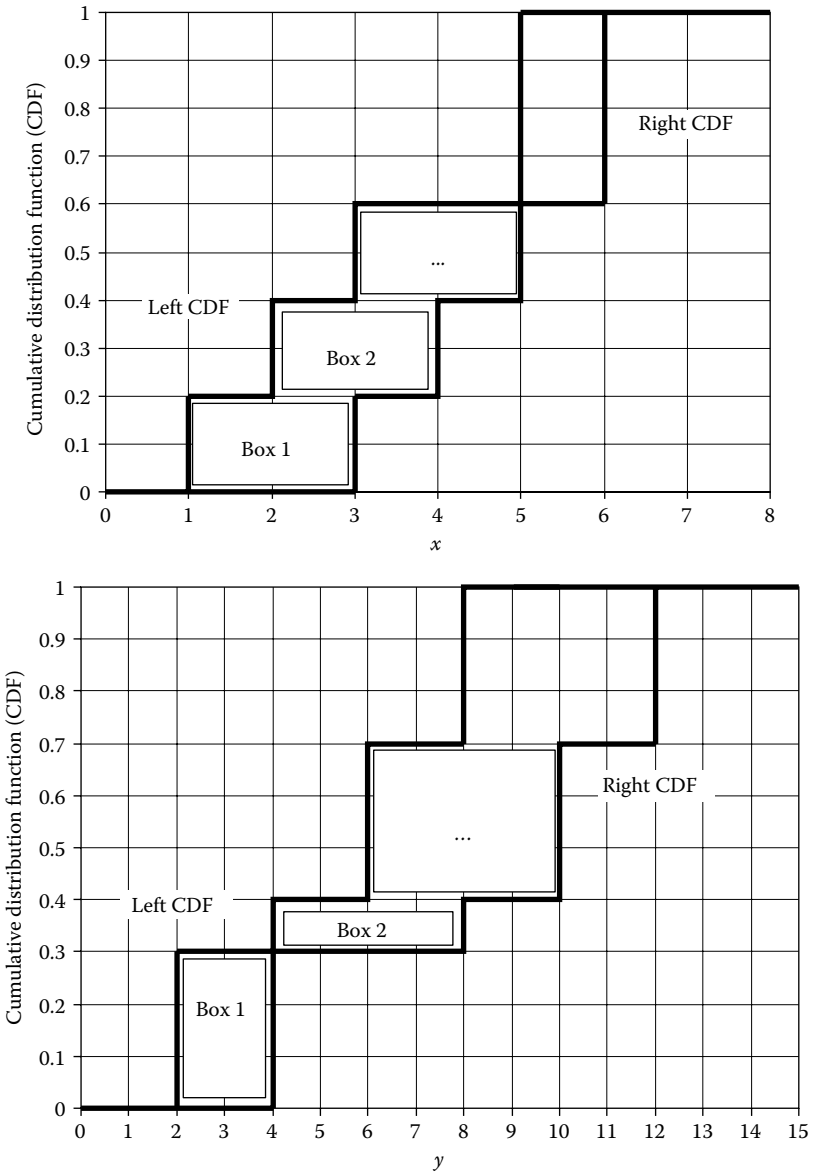 1
0.9
0.8
0.7
0.6
0.5
0.4
0.3
0.2
0.1
0
Cumulative distribution function (CDF)
Right CDF
...
Left CDF
Box 2
Box 1
0 1 2 3 4 5 6 7 8
x
1
0.9
0.8
0.7
0.6
0.5
0.4
0.3
0.2
0.1
0
Cumulative distribution function (CDF)
Right CDF
...
Left CDF
Box 2
Box 1
0 1 2 3 4 5 6 7 8 9 10 11 12 13 14 15
y